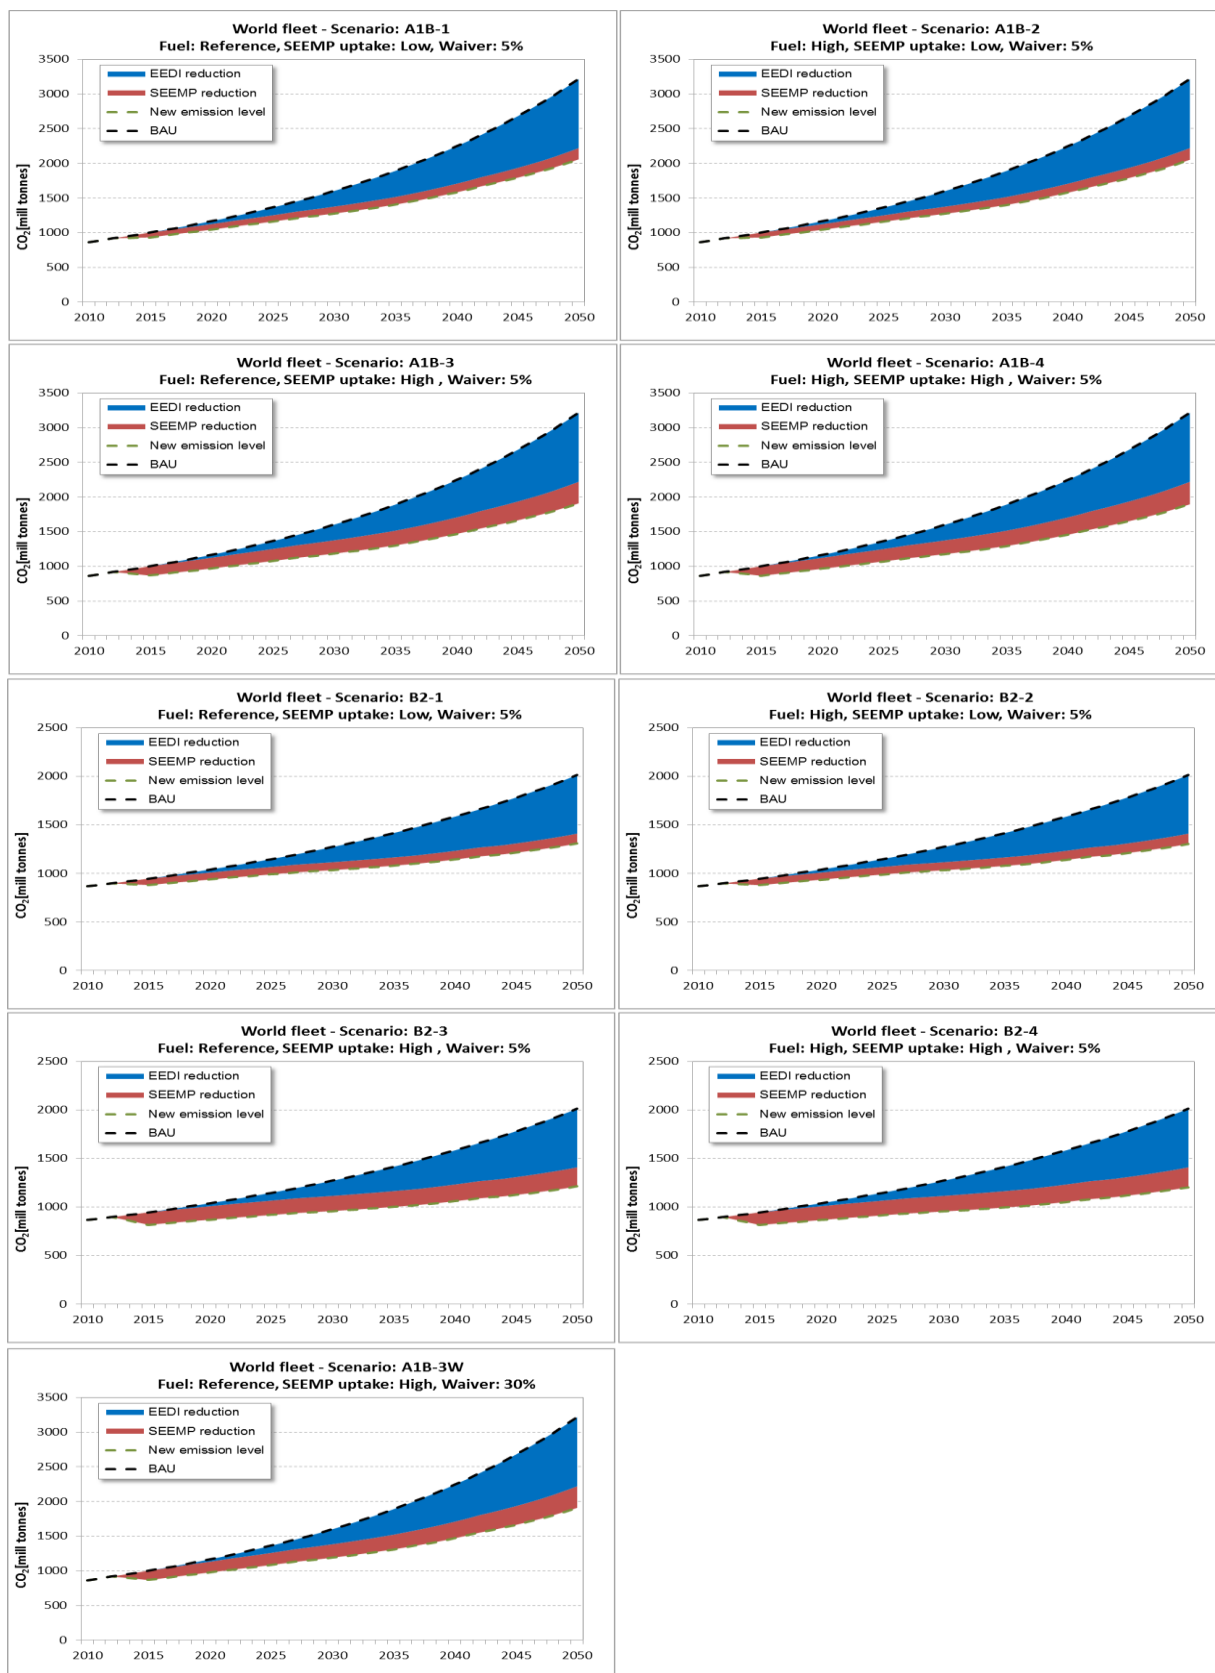 World fleet - Scenario: A1B-1
Fuel: Reference, SEEMP uptake: Low, Waiver: 5%
3500
3000
2500
2000
1500
1000
500
0
CO2[mill tonnes]
EEDI reduction
SEEMP reduction
New emission level
BAU
2010 2015 2020 2025 2030 2035 2040 2045 2050
World fleet - Scenario: A1B-2
Fuel: High, SEEMP uptake: Low, Waiver: 5%
3500
3000
2500
2000
1500
1000
500
0
CO2[mill tonnes]
EEDI reduction
SEEMP reduction
New emission level
BAU
2010 2015 2020 2025 2030 2035 2040 2045 2050
World fleet - Scenario: A1B-3
Fuel: Reference, SEEMP uptake: High , Waiver: 5%
3500
3000
2500
2000
1500
1000
500
0
CO2[mill tonnes]
EEDI reduction
SEEMP reduction
New emission level
BAU
2010 2015 2020 2025 2030 2035 2040 2045 2050
World fleet - Scenario: A1B-4
Fuel: High, SEEMP uptake: High , Waiver: 5%
3500
3000
2500
2000
1500
1000
500
0
CO2[mill tonnes]
EEDI reduction
SEEMP reduction
New emission level
BAU
2010 2015 2020 2025 2030 2035 2040 2045 2050
World fleet - Scenario: B2-1
Fuel: Reference, SEEMP uptake: Low, Waiver: 5%
2500
2000
1500
1000
500
0
CO2[mill tonnes]
EEDI reduction
SEEMP reduction
New emission level
BAU
2010 2015 2020 2025 2030 2035 2040 2045 2050
World fleet - Scenario: B2-2
Fuel: High, SEEMP uptake: Low, Waiver: 5%
2500
2000
1500
1000
500
0
CO2[mill tonnes]
EEDI reduction
SEEMP reduction
New emission level
BAU
2010 2015 2020 2025 2030 2035 2040 2045 2050
World fleet - Scenario: B2-3
Fuel: Reference, SEEMP uptake: High , Waiver: 5%
2500
2000
1500
1000
500
0
CO2[mill tonnes]
EEDI reduction
SEEMP reduction
New emission level
BAU
2010 2015 2020 2025 2030 2035 2040 2045 2050
World fleet - Scenario: B2-4
Fuel: High, SEEMP uptake: High , Waiver: 5%
2500
2000
1500
1000
500
0
CO2[mill tonnes]
EEDI reduction
SEEMP reduction
New emission level
BAU
2010 2015 2020 2025 2030 2035 2040 2045 2050
World fleet - Scenario: A1B-3W
Fuel: Reference, SEEMP uptake: High, Waiver: 30%
3500
3000
2500
2000
1500
1000
500
0
CO2[mill tonnes]
EEDI reduction
SEEMP reduction
New emission level
BAU
2010 2015 2020 2025 2030 2035 2040 2045 2050